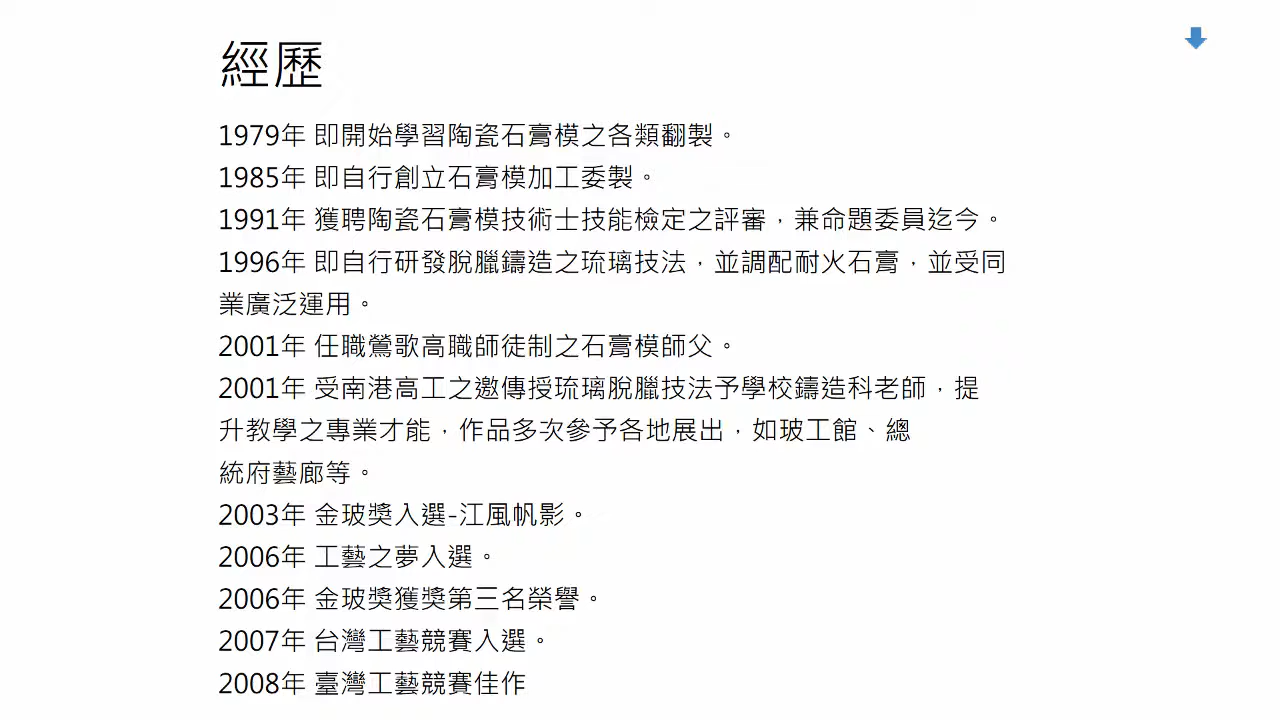 經歷
1979年 即開始學習陶瓷石膏模之各類翻製。
1985年 即自行創立石膏模加工委製。
1991年 獲聘陶瓷石膏模技術士技能檢定之評審，兼命題委員迄今。
1996年 即自行研發脫臘鑄造之琉璃技法，並調配耐火石膏，並受同
業廣泛運用。
2001年 任職鶯歌高職師徒制之石膏模師父。
2001年 受南港高工之邀傳授琉璃脫臘技法予學校鑄造科老師，提
升教學之專業才能，作品多次參予各地展出，如玻工館、總
統府藝廊等。
2003年 金玻獎入選-江風帆影。
2006年 工藝之夢入選。
2006年 金玻獎獲獎第三名榮譽。
2007年 台灣工藝競賽入選。
2008年 臺灣工藝競賽佳作